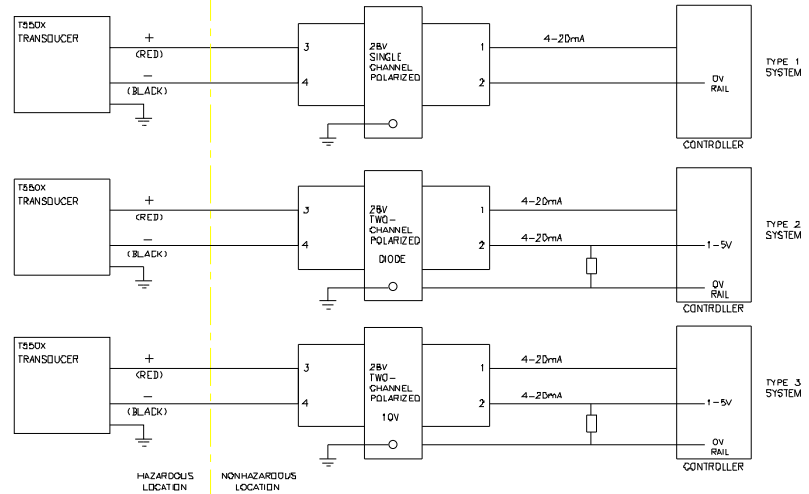 T550X
TRANSDUCER
+
(RED)
−
(BLACK)
3
4
28V
SINGLE
CHANNEL
POLARIZED
1
2
4-20mA
0V
RAIL
CONTROLLER
TYPE 1
SYSTEM
T550X
TRANSDUCER
+
(RED)
−
(BLACK)
3
4
28V
TWO-
CHANNEL
POLARIZED
DIODE
1
2
4-20mA
4-20mA
1-5V
0V
RAIL
CONTROLLER
TYPE 2
SYSTEM
T550X
TRANSDUCER
+
(RED)
−
(BLACK)
3
4
28V
TWO-
CHANNEL
POLARIZED
10V
1
2
4-20mA
4-20mA
1-5V
0V
RAIL
CONTROLLER
TYPE 3
SYSTEM
HAZARDOUS
LOCATION
NONHAZARDOUS
LOCATION